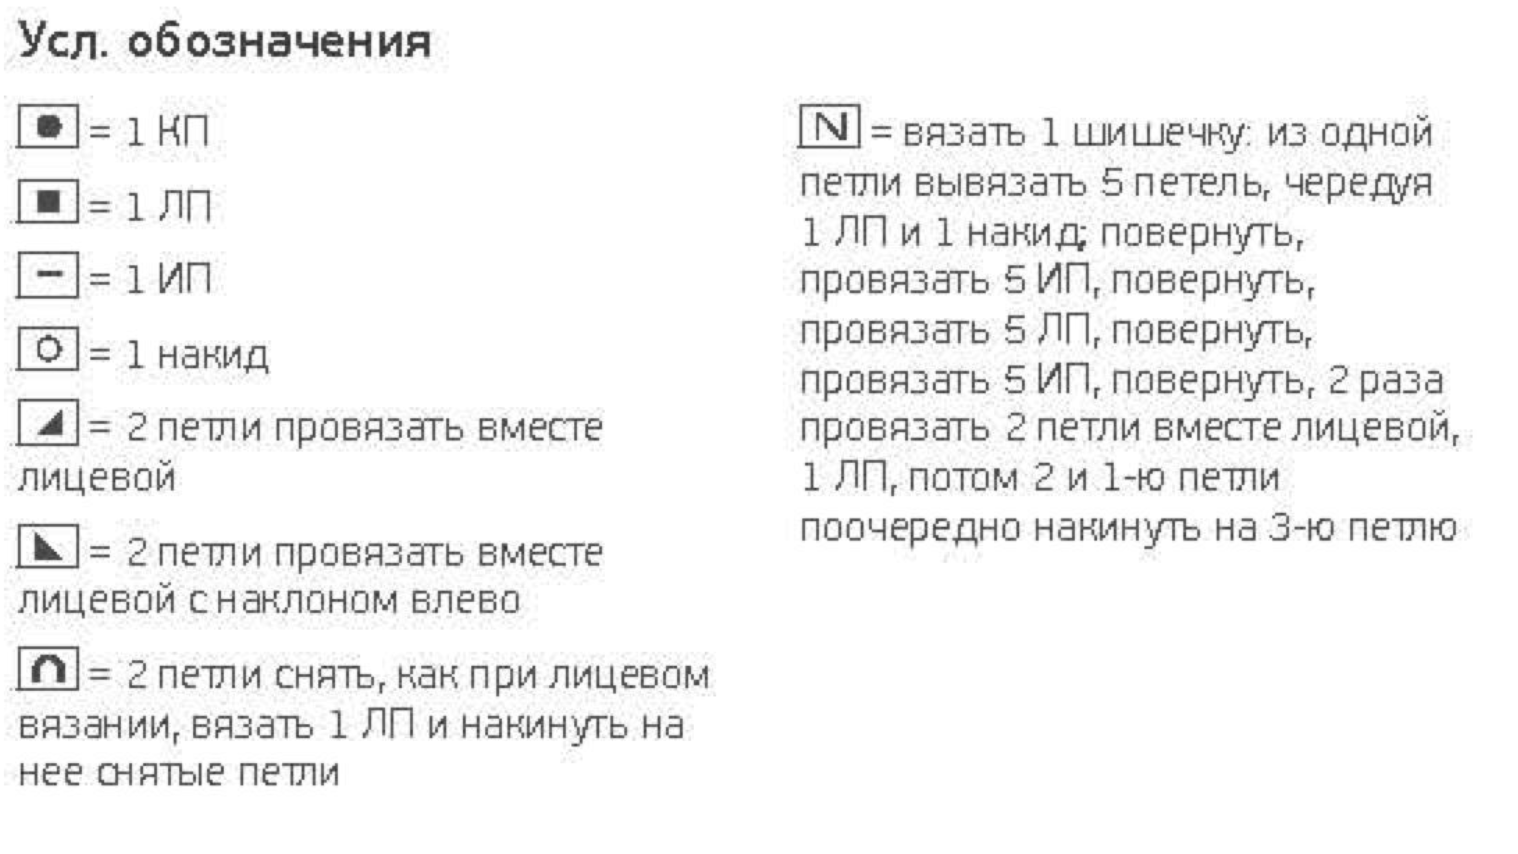 Усл. обозначения
● = 1 КП
■ = 1 ЛП
– = 1 ИП
○ = 1 накид
◢ = 2 петли провязать вместе
лицевой
◣ = 2 петли провязать вместе
лицевой с наклоном влево
∩ = 2 петли снять, как при лицевом
вязании, вязать 1 ЛП и накинуть на
нее снятые петли
N = вязать 1 шишечку: из одной
петли вывязать 5 петель, чередуя
1 ЛП и 1 накид; повернуть,
провязать 5 ИП, повернуть,
провязать 5 ЛП, повернуть,
провязать 5 ИП, повернуть, 2 раза
провязать 2 петли вместе лицевой,
1 ЛП, потом 2 и 1-ю петли
поочередно накинуть на 3-ю петлю